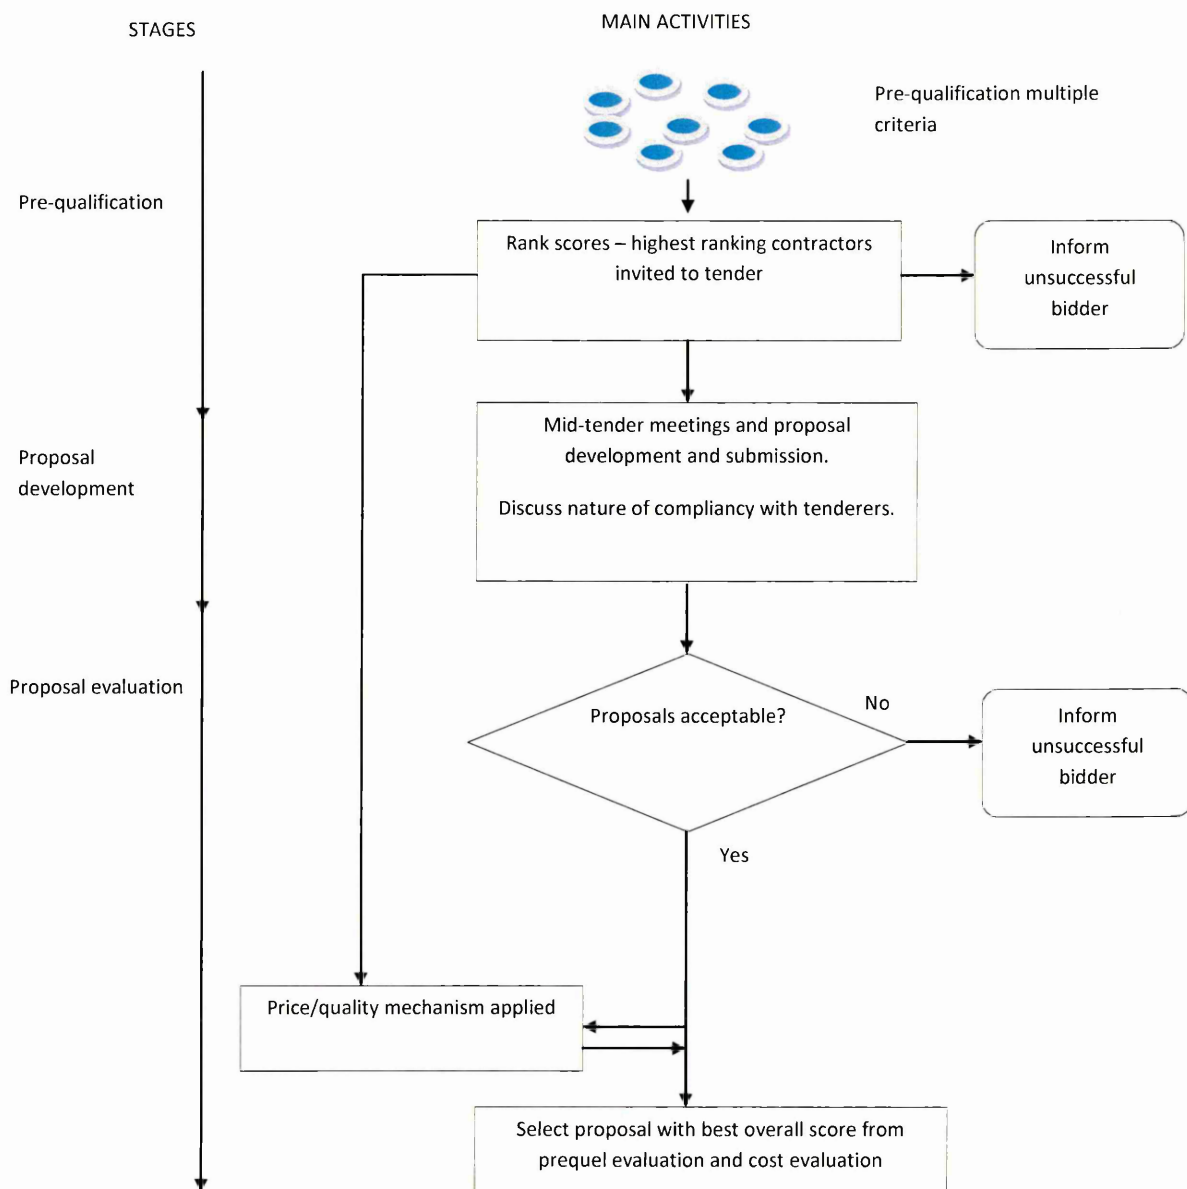 STAGES
MAIN ACTIVITIES
Pre-qualification multiple
criteria
Pre-qualification
Rank scores – highest ranking contractors
invited to tender
Inform
unsuccessful
bidder
Mid-tender meetings and proposal
development and submission.
Discuss nature of compliancy with tenderers.
Proposal
development
Proposal evaluation
Proposals acceptable?
No
Inform
unsuccessful
bidder
Yes
Price/quality mechanism applied
Select proposal with best overall score from
prequel evaluation and cost evaluation